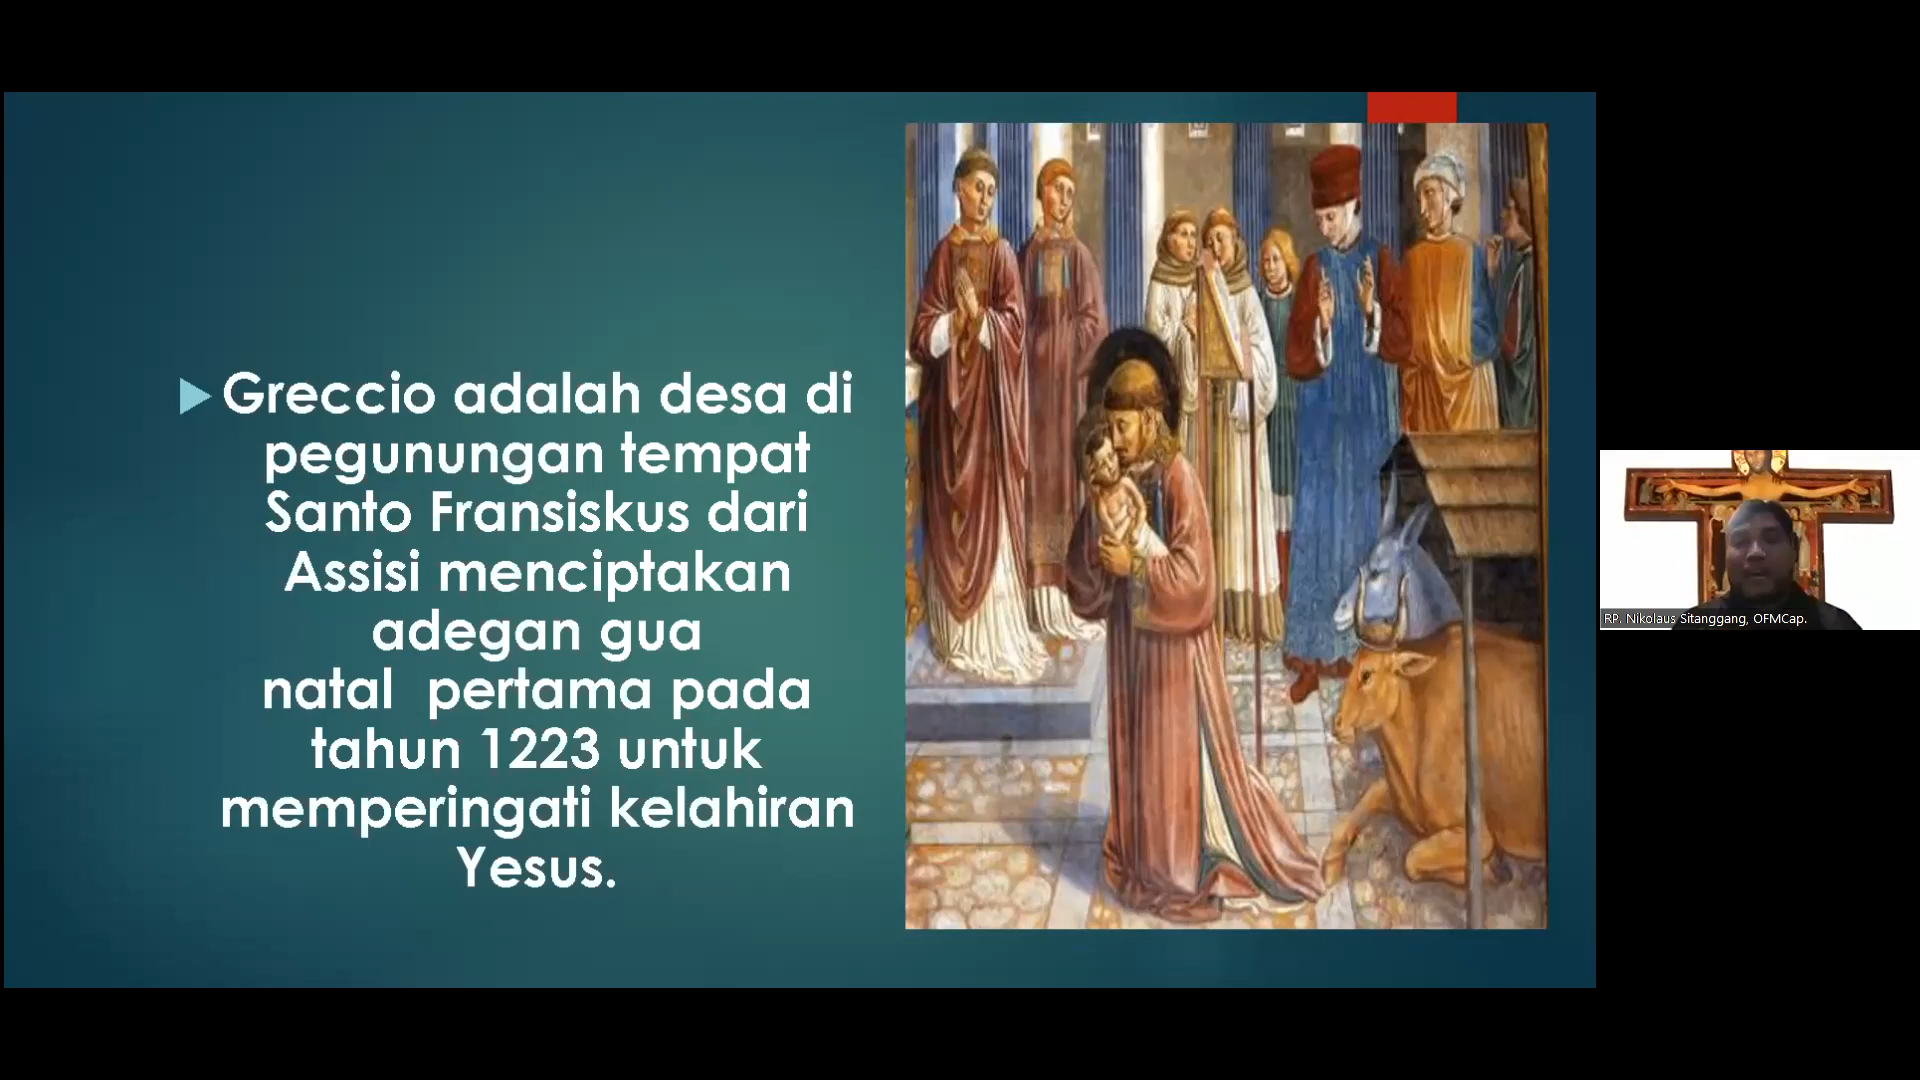 Greccio adalah desa di
pegunungan tempat
Santo Fransiskus dari
Assisi menciptakan
adegan gua
natal  pertama pada
tahun 1223 untuk
memperingati kelahiran
Yesus.
RP. Nikolaus Sitanggang, OFMCap.